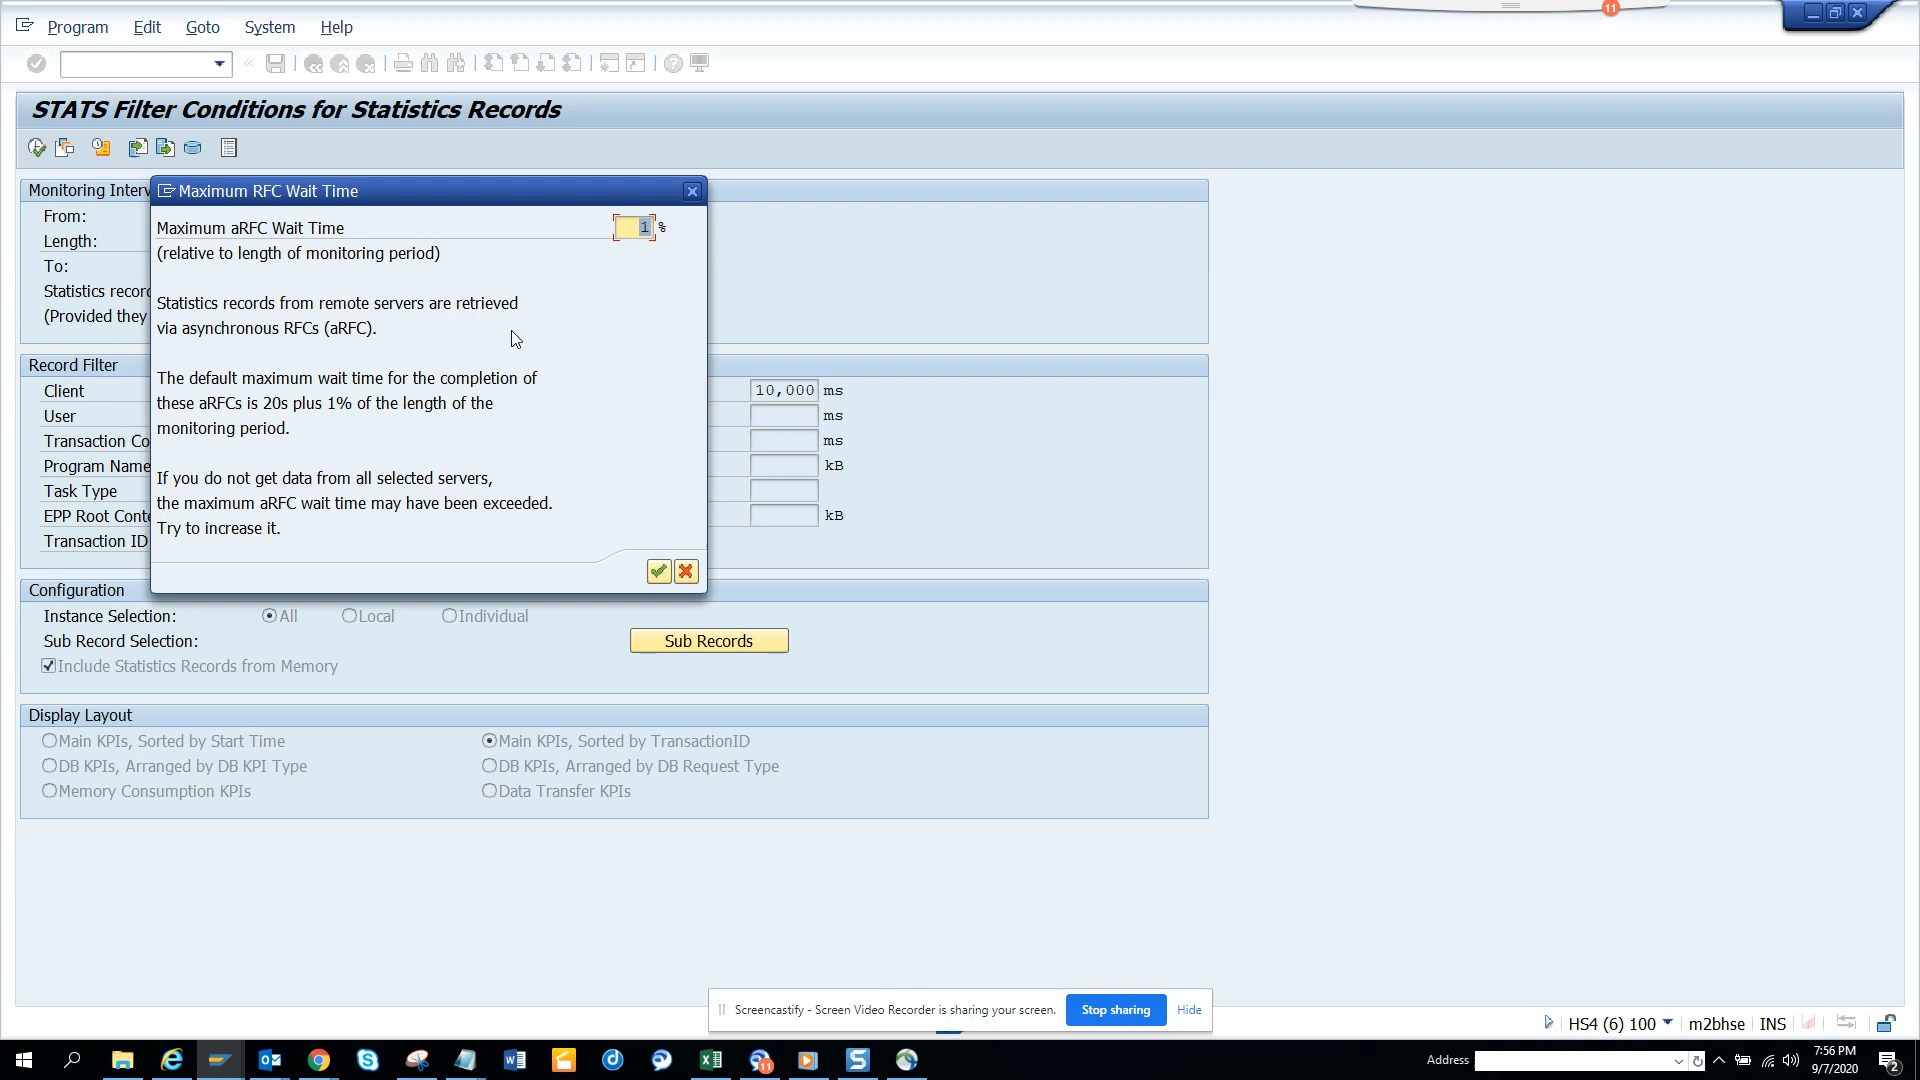 Program Edit Goto System Help
11
STATS Filter Conditions for Statistics Records
Monitoring Interv
From:
Length:
To:
Statistics record
(Provided they
Maximum RFC Wait Time
Maximum aRFC Wait Time 1 %
(relative to length of monitoring period)
Statistics records from remote servers are retrieved
via asynchronous RFCs (aRFC).
The default maximum wait time for the completion of
these aRFCs is 20s plus 1% of the length of the
monitoring period.
If you do not get data from all selected servers,
the maximum aRFC wait time may have been exceeded.
Try to increase it.
Record Filter
Client 10,000 ms
User ms
Transaction Co ms
Program Name kB
Task Type
EPP Root Conte kB
Transaction ID
Configuration
Instance Selection: All Local Individual
Sub Record Selection: Sub Records
Include Statistics Records from Memory
Display Layout
Main KPIs, Sorted by Start Time Main KPIs, Sorted by TransactionID
DB KPIs, Arranged by DB KPI Type DB KPIs, Arranged by DB Request Type
Memory Consumption KPIs Data Transfer KPIs
Screencastify - Screen Video Recorder is sharing your screen. Stop sharing Hide
HS4 (6) 100 m2bhse INS
11
Address
7:56 PM
9/7/2020
2